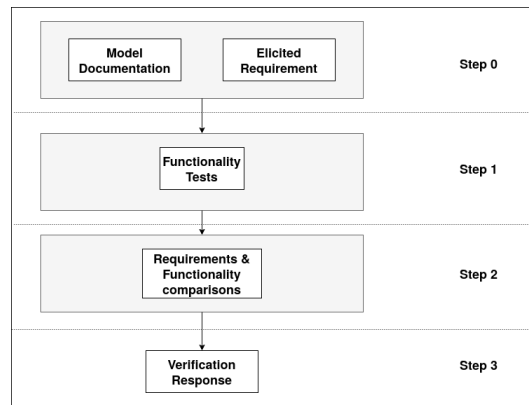 Model
Documentation
Elicited
Requirement
Step 0
Functionality
Tests
Step 1
Requirements &
Functionality
comparisons
Step 2
Verification
Response
Step 3